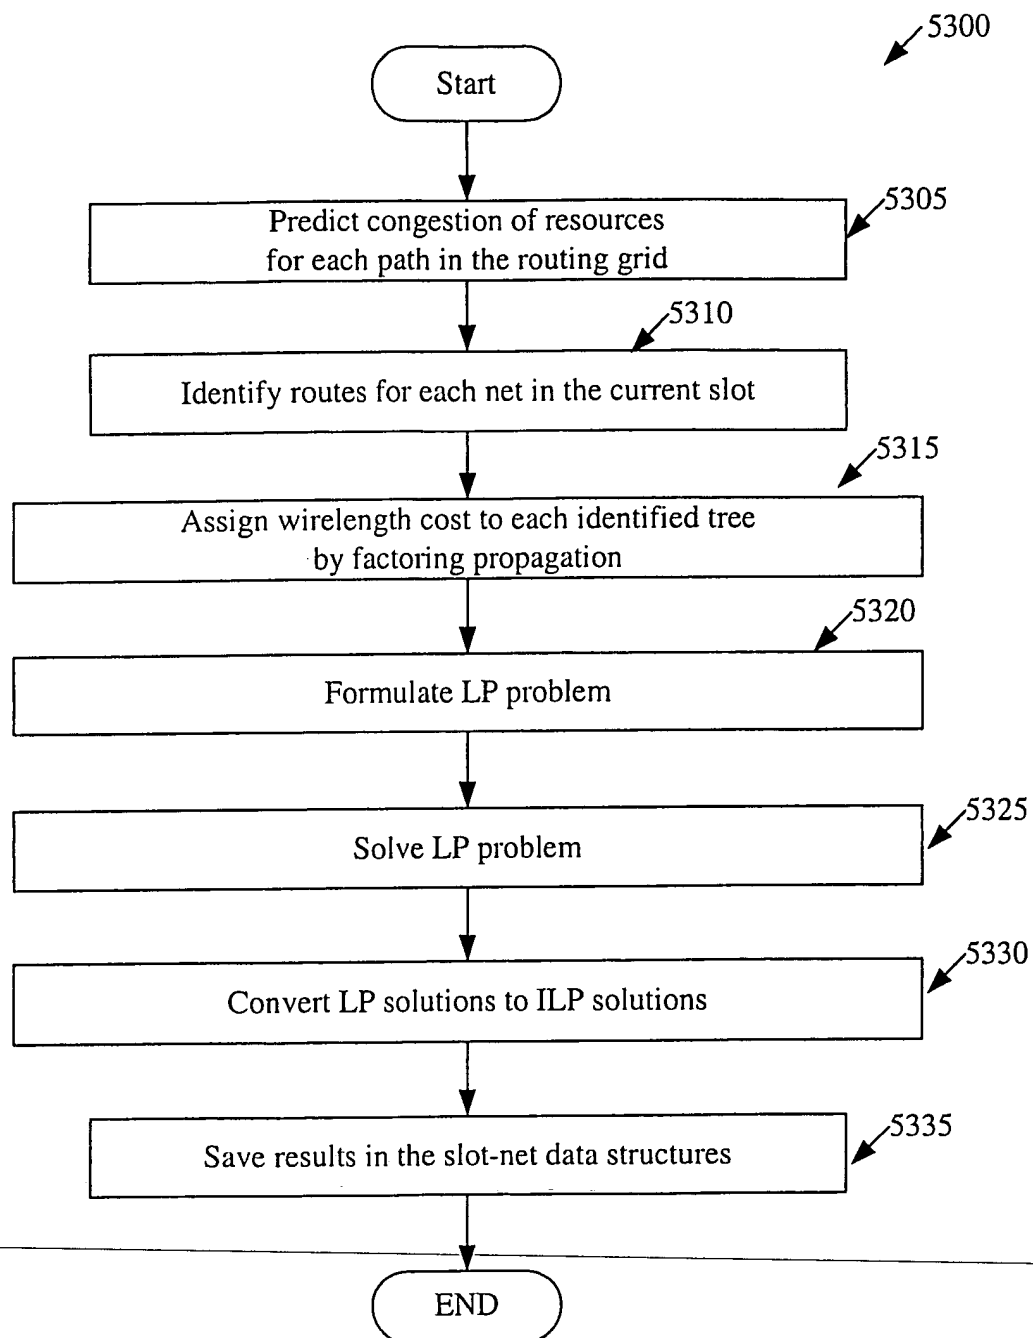 5300
Start
5305
Predict congestion of resources
for each path in the routing grid
5310
Identify routes for each net in the current slot
5315
Assign wirelength cost to each identified tree
by factoring propagation
5320
Formulate LP problem
5325
Solve LP problem
5330
Convert LP solutions to ILP solutions
5335
Save results in the slot-net data structures
END